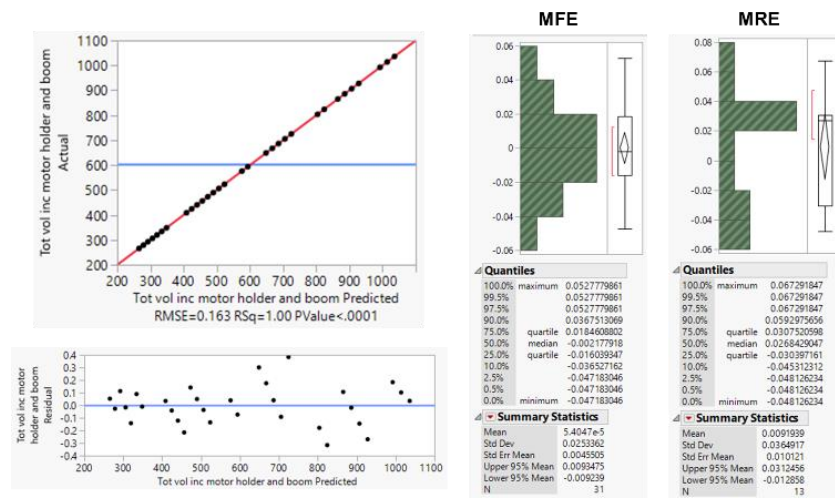 MFE
MRE
1100
1000
900
800
700
600
500
400
300
200
Tot vol inc motor holder and boom
Actual
200 300 400 500 600 700 800 900 1000
Tot vol inc motor holder and boom Predicted
RMSE=0.163 RSq=1.00 PValue<.0001
0.4
0.3
0.2
0.1
0.0
-0.1
-0.2
-0.3
-0.4
Tot vol inc motor
holder and boom
Residual
200 300 400 500 600 700 800 900 1000 1100
Tot vol inc motor holder and boom Predicted
0.06
0.04
0.02
0
-0.02
-0.04
-0.06
Quantiles
100.0% maximum 0.0527779861
99.5% 0.0527779861
97.5% 0.0527779861
90.0% 0.0367513069
75.0% quartile 0.0184608802
50.0% median -0.002177918
25.0% quartile -0.016039347
10.0% -0.036527162
2.5% -0.047183046
0.5% -0.047183046
0.0% minimum -0.047183046
Summary Statistics
Mean 5.4047e-5
Std Dev 0.0253362
Std Err Mean 0.0045505
Upper 95% Mean 0.0093475
Lower 95% Mean -0.009239
N 31
0.08
0.06
0.04
0.02
0
-0.02
-0.04
-0.06
Quantiles
100.0% maximum 0.067291847
99.5% 0.067291847
97.5% 0.067291847
90.0% 0.0592975656
75.0% quartile 0.0307520598
50.0% median 0.0268429047
25.0% quartile -0.030397161
10.0% -0.045312312
2.5% -0.048126234
0.5% -0.048126234
0.0% minimum -0.048126234
Summary Statistics
Mean 0.0091939
Std Dev 0.0364917
Std Err Mean 0.010121
Upper 95% Mean 0.0312456
Lower 95% Mean -0.012858
N 13